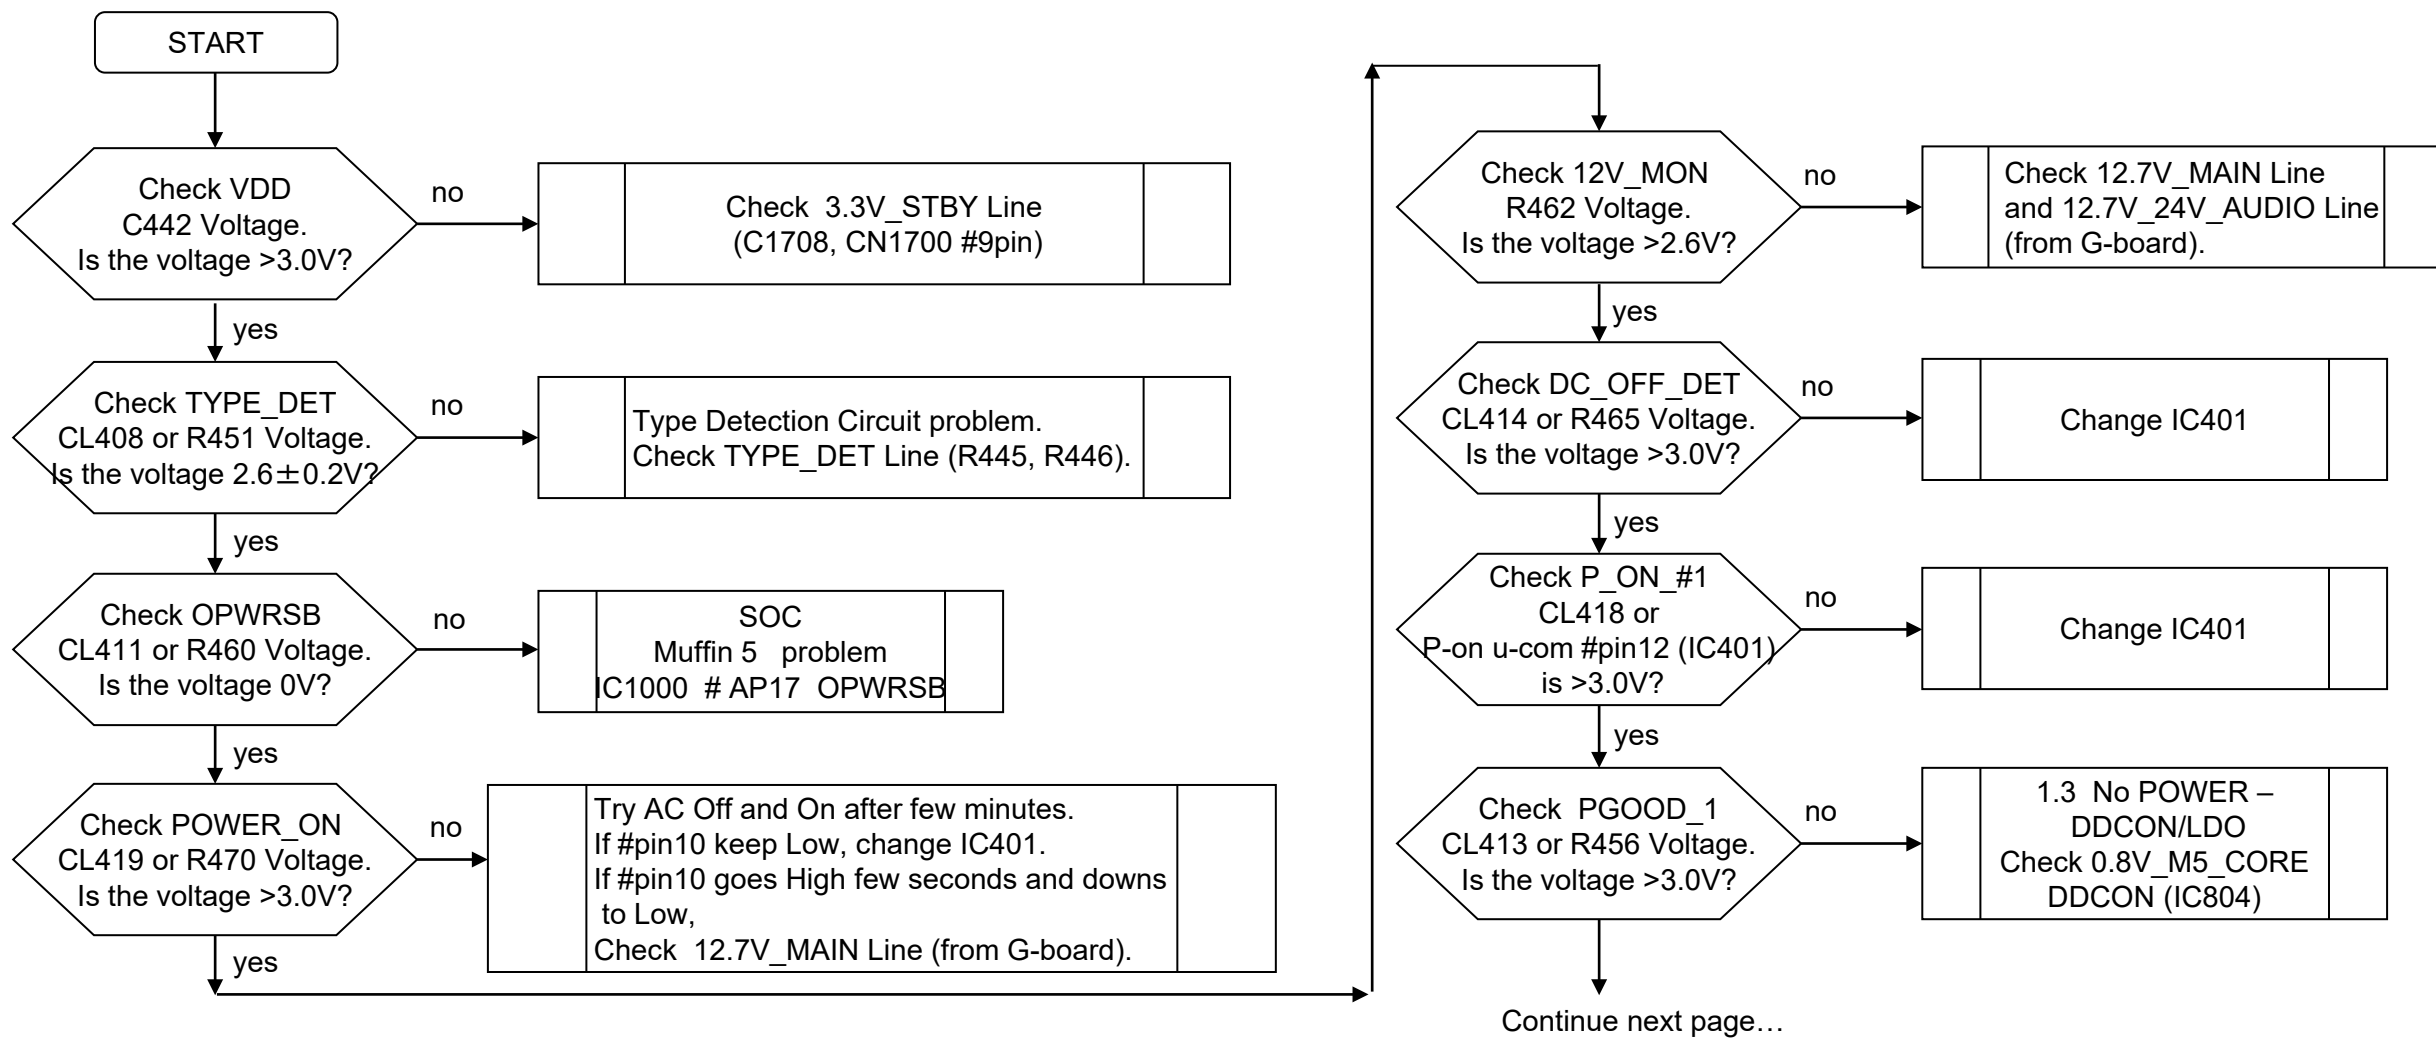 START
Check VDD
C442 Voltage.
Is the voltage >3.0V?
no
Check  3.3V_STBY Line
(C1708, CN1700 #9pin)
yes
Check TYPE_DET
CL408 or R451 Voltage.
Is the voltage 2.6±0.2V?
no
Type Detection Circuit problem.
Check TYPE_DET Line (R445, R446).
yes
Check OPWRSB
CL411 or R460 Voltage.
Is the voltage 0V?
no
SOC
Muffin 5   problem
IC1000  # AP17  OPWRSB
yes
Check POWER_ON
CL419 or R470 Voltage.
Is the voltage >3.0V?
no
Try AC Off and On after few minutes.
If #pin10 keep Low, change IC401.
If #pin10 goes High few seconds and downs
to Low,
Check  12.7V_MAIN Line (from G-board).
yes
Check 12V_MON
R462 Voltage.
Is the voltage >2.6V?
no
Check 12.7V_MAIN Line
and 12.7V_24V_AUDIO Line
(from G-board).
yes
Check DC_OFF_DET
CL414 or R465 Voltage.
Is the voltage >3.0V?
no
Change IC401
yes
Check P_ON_#1
CL418 or
P-on u-com #pin12 (IC401)
is >3.0V?
no
Change IC401
yes
Check  PGOOD_1
CL413 or R456 Voltage.
Is the voltage >3.0V?
no
1.3  No POWER –
DDCON/LDO
Check 0.8V_M5_CORE
DDCON (IC804)
Continue next page…